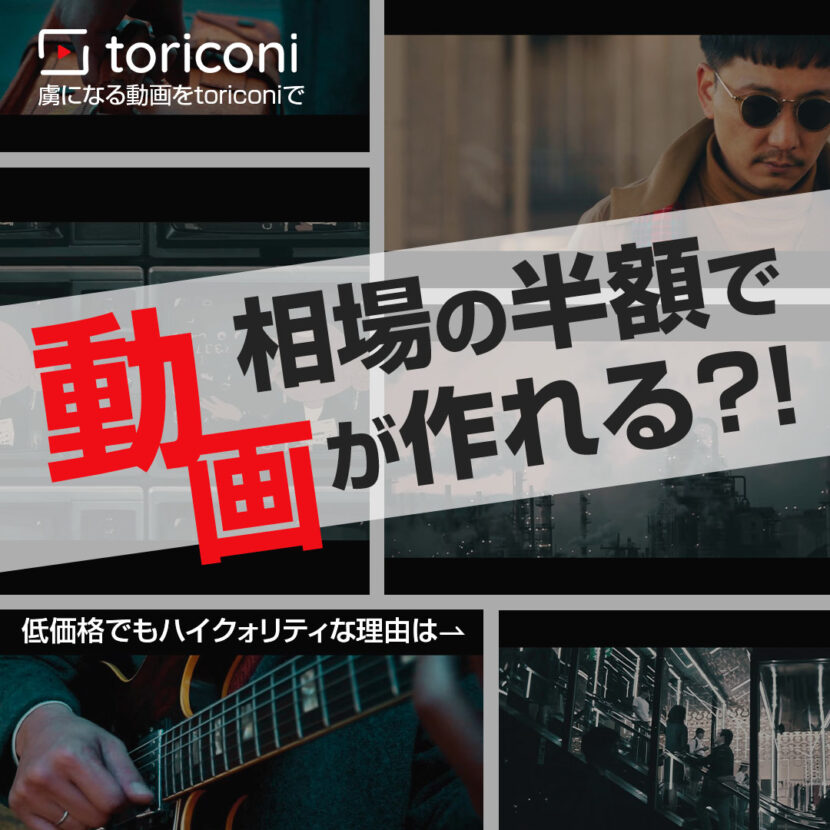 toriconi
虜になる動画をtoriconiで
相場の半額で
動画が作れる?!
低価格でもハイクォリティな理由は→